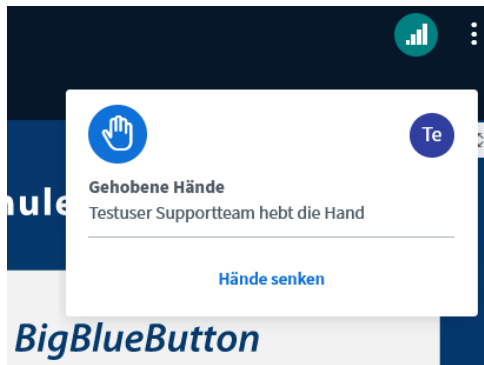 Te
Gehobene Hände
Testuser Supportteam hebt die Hand
Hände senken
BigBlueButton